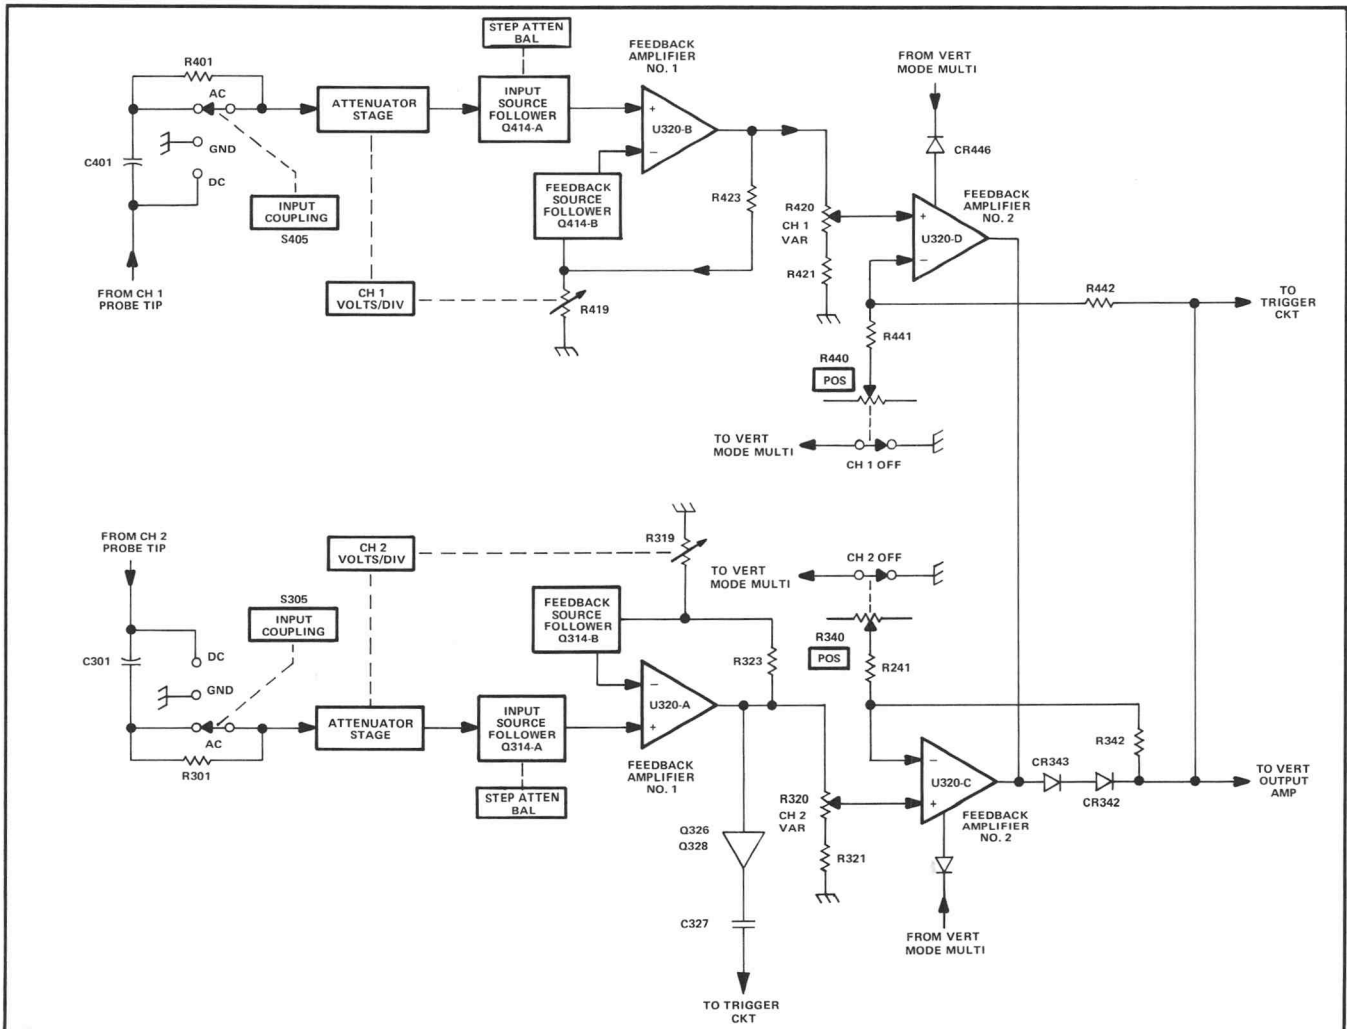 STEP ATTEN
BAL
FEEDBACK
AMPLIFIER
NO. 1
FROM VERT
MODE MULTI
R401
AC
ATTENUATOR
STAGE
INPUT
SOURCE
FOLLOWER
Q414-A
+
U320-B
−
CR446
C401
GND
DC
INPUT
COUPLING
S405
FEEDBACK
SOURCE
FOLLOWER
Q414-B
R423
R420
CH 1
VAR
R421
FEEDBACK
AMPLIFIER
NO. 2
+
U320-D
−
FROM CH 1
PROBE TIP
CH 1
VOLTS/DIV
R419
R442
TO
TRIGGER
CKT
R441
R440
POS
TO VERT
MODE MULTI
CH 1 OFF
FROM CH 2
PROBE TIP
CH 2
VOLTS/DIV
R319
TO VERT
MODE MULTI
CH 2 OFF
S305
INPUT
COUPLING
FEEDBACK
SOURCE
FOLLOWER
Q314-B
R340
POS
R241
C301
DC
GND
AC
R301
ATTENUATOR
STAGE
INPUT
SOURCE
FOLLOWER
Q314-A
STEP ATTEN
BAL
−
U320-A
+
FEEDBACK
AMPLIFIER
NO. 1
R323
R342
−
U320-C
+
CR343
CR342
TO VERT
OUTPUT
AMP
R320
CH 2
VAR
FEEDBACK
AMPLIFIER
NO. 2
Q326
Q328
R321
C327
FROM VERT
MODE MULTI
TO TRIGGER
CKT